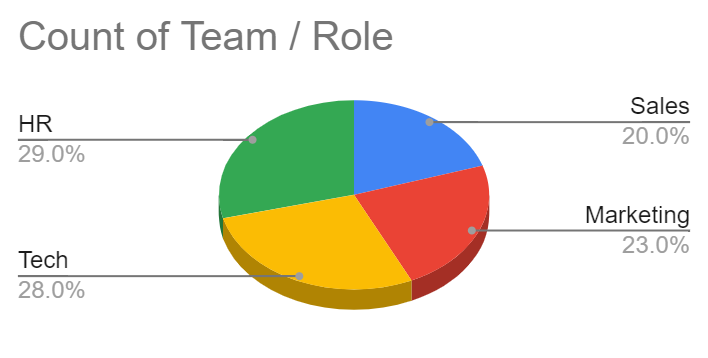 Count of Team / Role
Sales
20.0%
HR
29.0%
Marketing
23.0%
Tech
28.0%